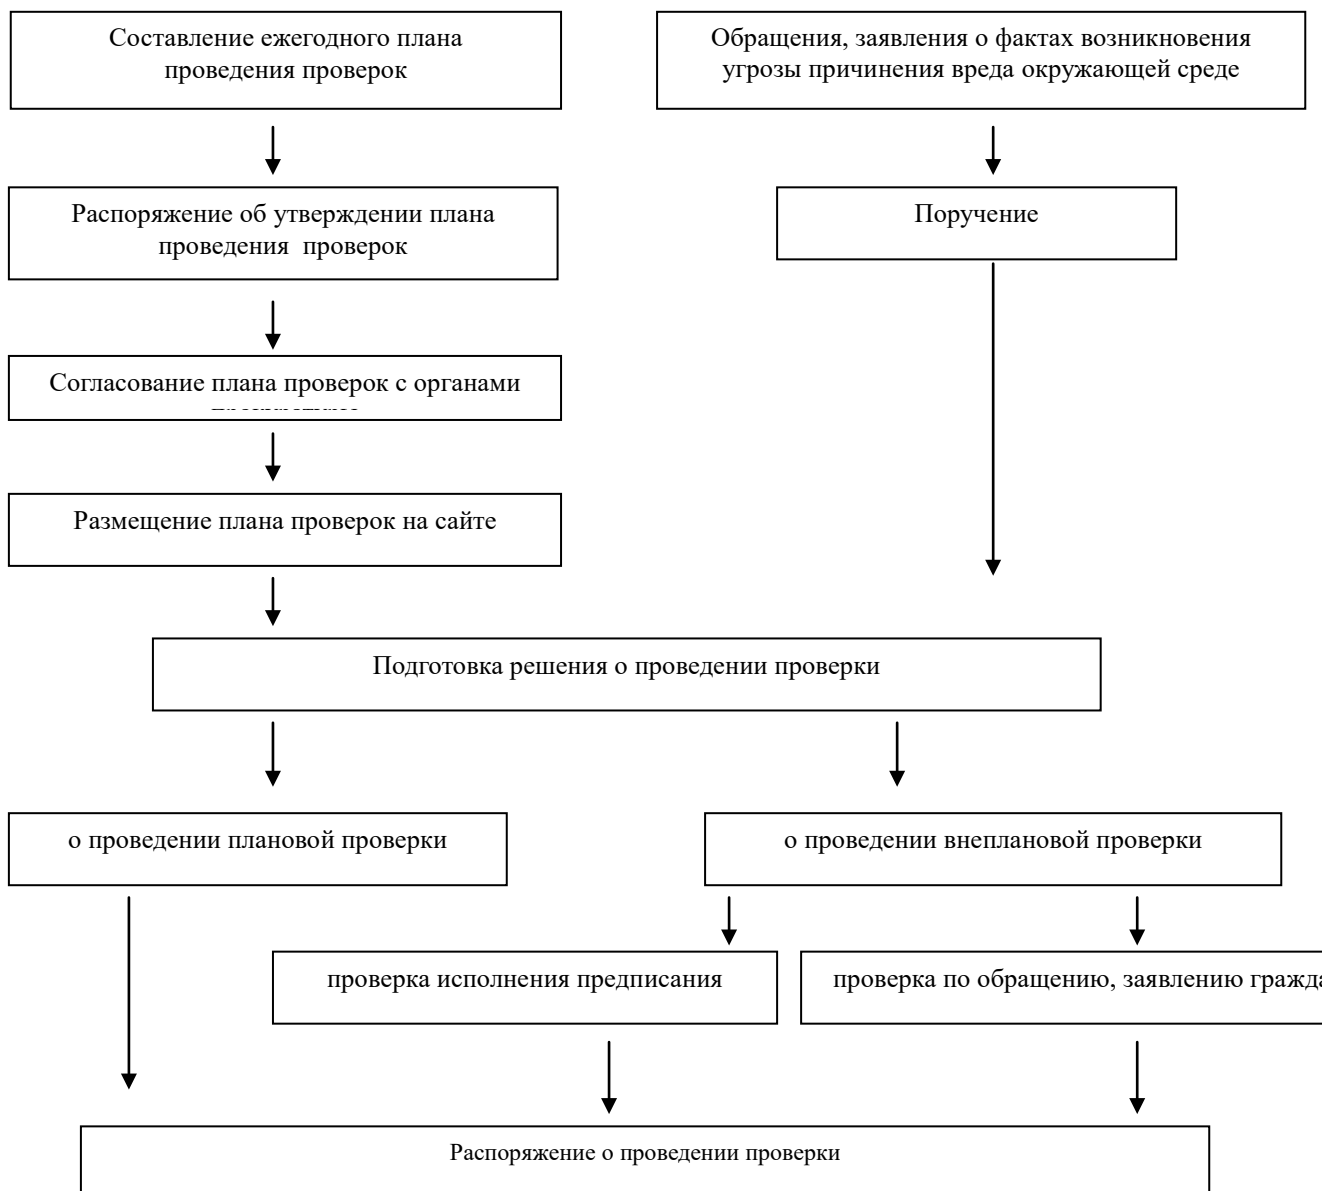 Составление ежегодного плана
проведения проверок
Обращения, заявления о фактах возникновения
угрозы причинения вреда окружающей среде
Распоряжение об утверждении плана
проведения проверок
Поручение
Согласование плана проверок с органами
Размещение плана проверок на сайте
Подготовка решения о проведении проверки
о проведении плановой проверки
о проведении внеплановой проверки
проверка исполнения предписания
проверка по обращению, заявлению гражда
Распоряжение о проведении проверки